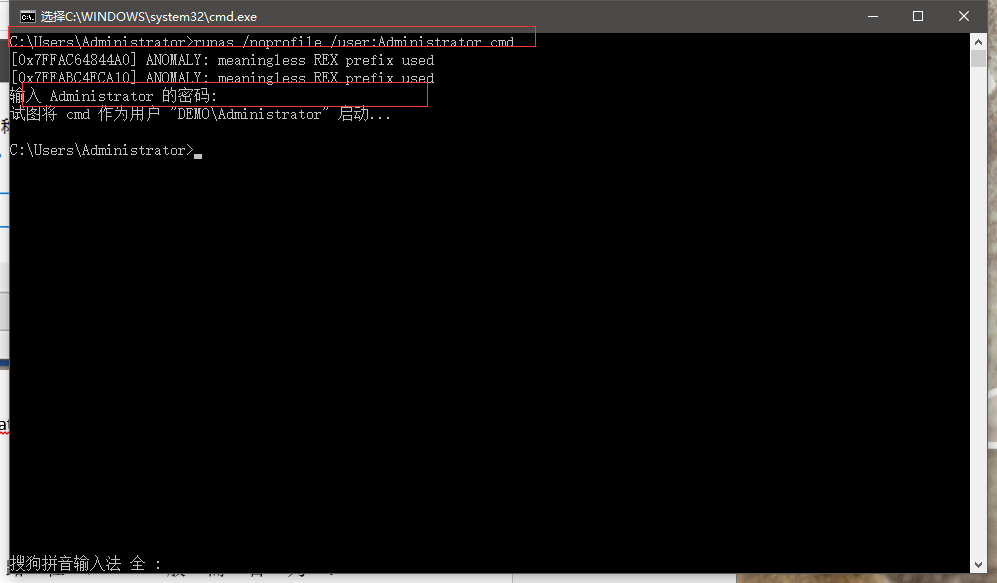 选择C:\WINDOWS\system32\cmd.exe
C:\Users\Administrator>runas /noprofile /user:Administrator cmd
[0x7FFAC64844A0] ANOMALY: meaningless REX prefix used
[0x7FFABC4FCA10] ANOMALY: meaningless REX prefix used
输入 Administrator 的密码:
试图将 cmd 作为用户 "DEMO\Administrator" 启动...
C:\Users\Administrator>
搜狗拼音输入法 全 :